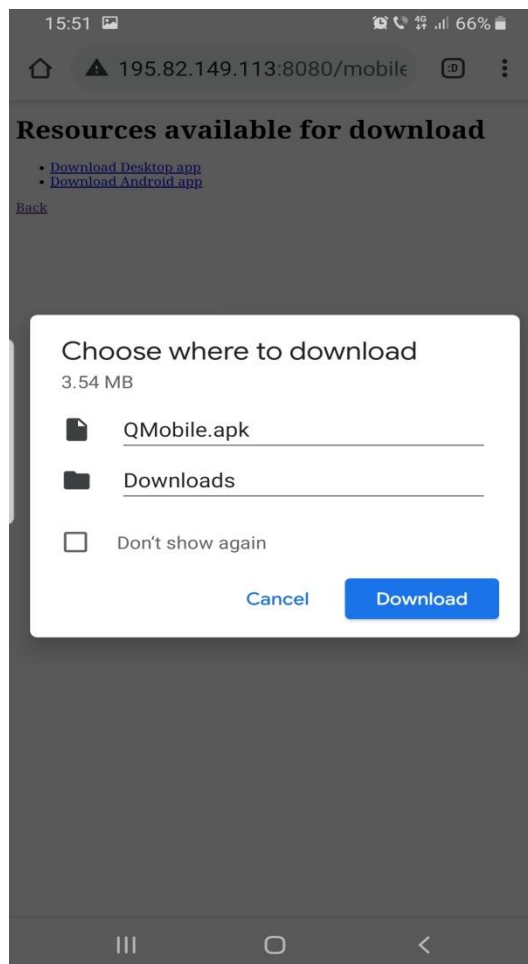 15:51 4G 66%
195.82.149.113:8080/mobile :D
Resources available for download
Download Desktop app
Download Android app
Back
Choose where to download
3.54 MB
QMobile.apk
Downloads
Don't show again
Cancel Download